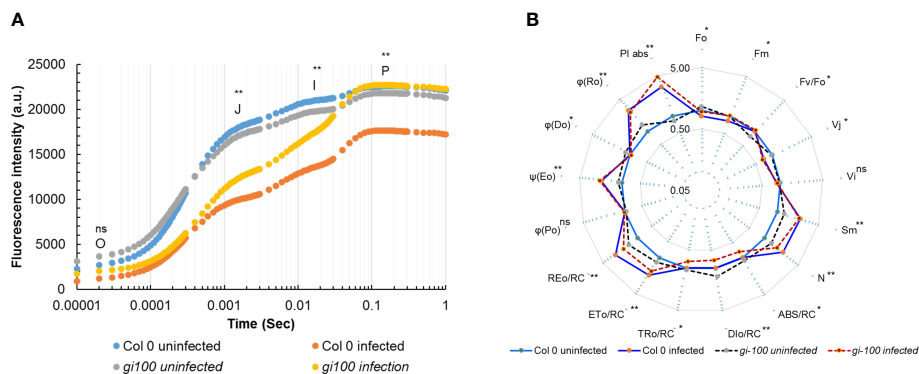 A
B
Fluorescence Intensity (a.u.)
25000
20000
15000
10000
5000
0
ns
O
**
J
**
I
**
P
0.00001
0.0001
0.001
0.01
0.1
1
Time (Sec)
Col 0 uninfected
Col 0 infected
gi100 uninfected
gi100 infection
Fo*
Fm*
Fv/Fo*
Vj*
Vi ns
Sm**
N**
ABS/RC*
DIo/RC**
TRo/RC*
ETo/RC**
REo/RC**
φ(Po) ns
ψ(Eo)**
φ(Do)*
φ(Ro)**
PI abs**
5.00
0.50
0.05
Col 0 uninfected
Col 0 infected
gi-100 uninfected
gi-100 infected